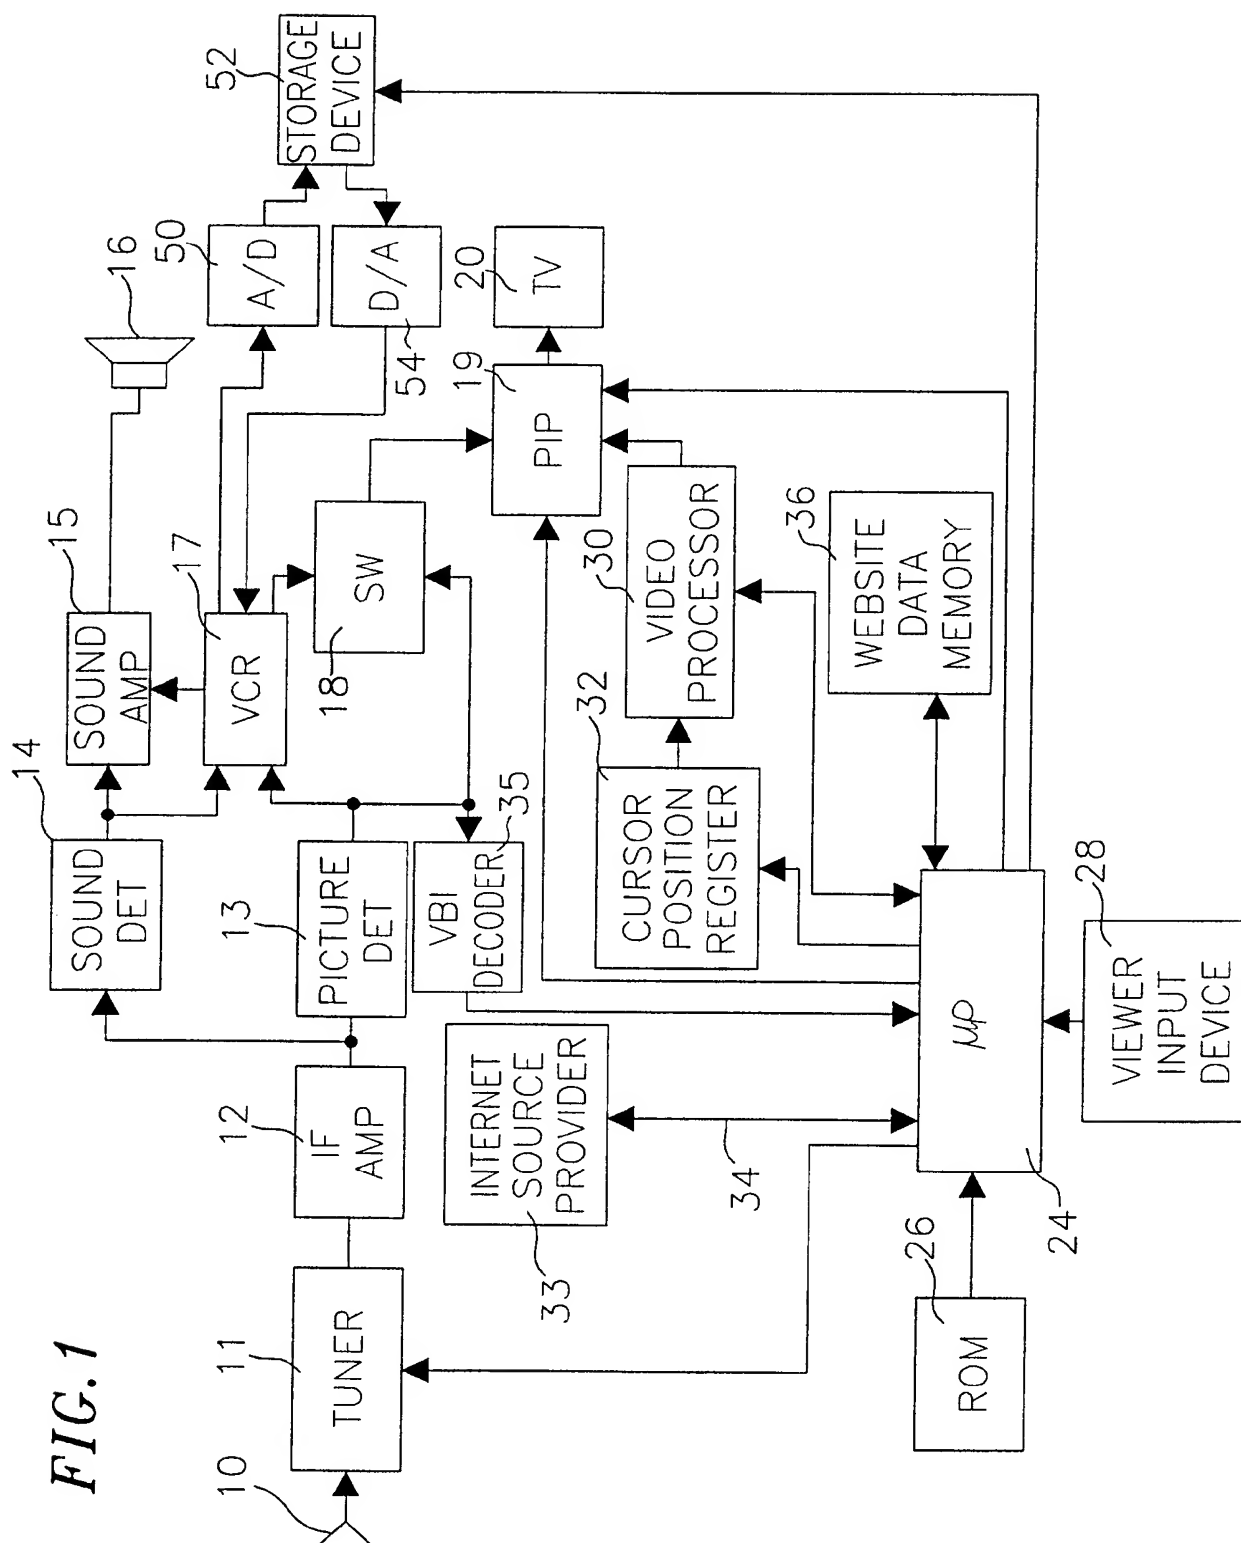 FIG.1
10
11
TUNER
12
IF
AMP
13
PICTURE
DET
14
SOUND
DET
15
SOUND
AMP
16
17
VCR
18
SW
50
A/D
52
STORAGE
DEVICE
54
D/A
19
PIP
20
TV
35
VBI
DECODER
33
INTERNET
SOURCE
PROVIDER
34
32
CURSOR
POSITION
REGISTER
30
VIDEO
PROCESSOR
36
WEBSITE
DATA
MEMORY
26
ROM
24
μP
28
VIEWER
INPUT
DEVICE